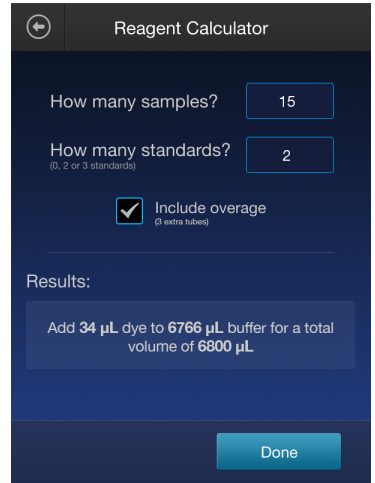 Reagent Calculator
How many samples? 15
How many standards? 2
(0, 2 or 3 standards)
Include overage
(3 extra tubes)
Results:
Add 34 µL dye to 6766 µL buffer for a total
volume of 6800 µL
Done